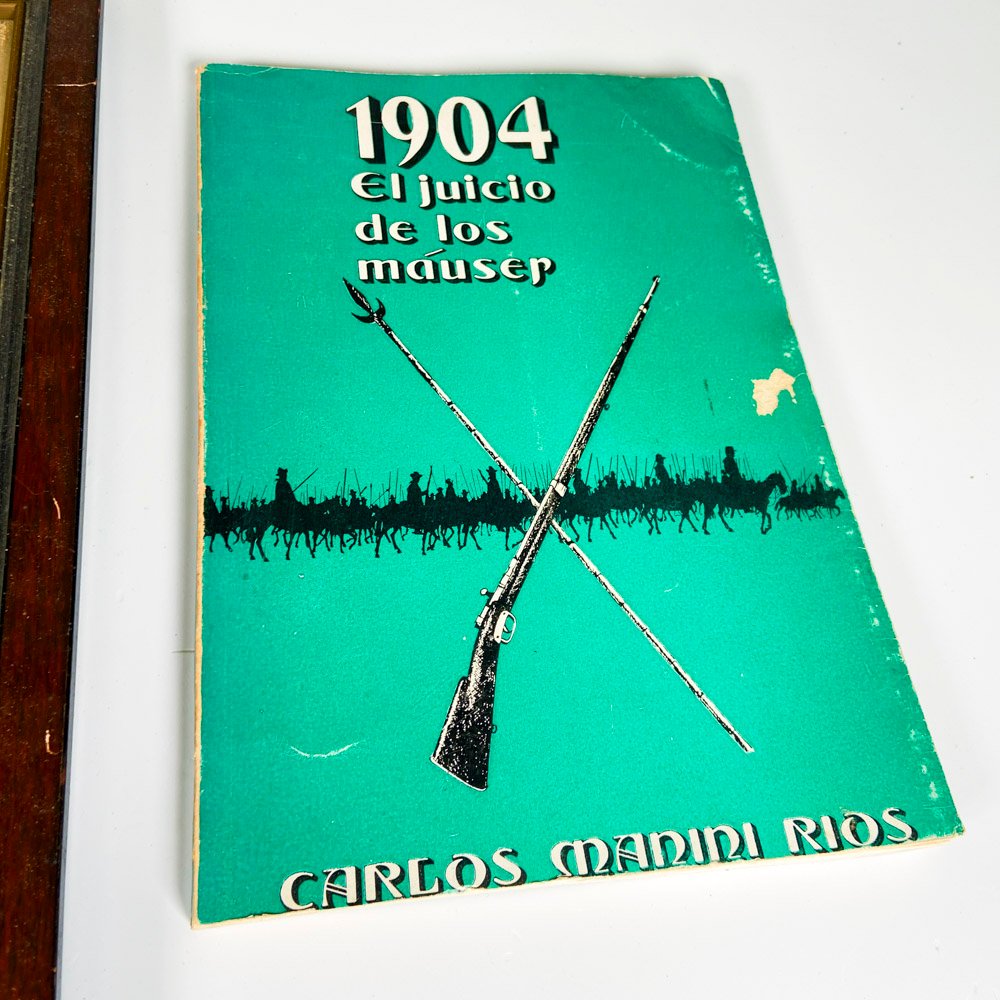 1904
El juicio
de los
máuser
CARLOS MANINI RIOS